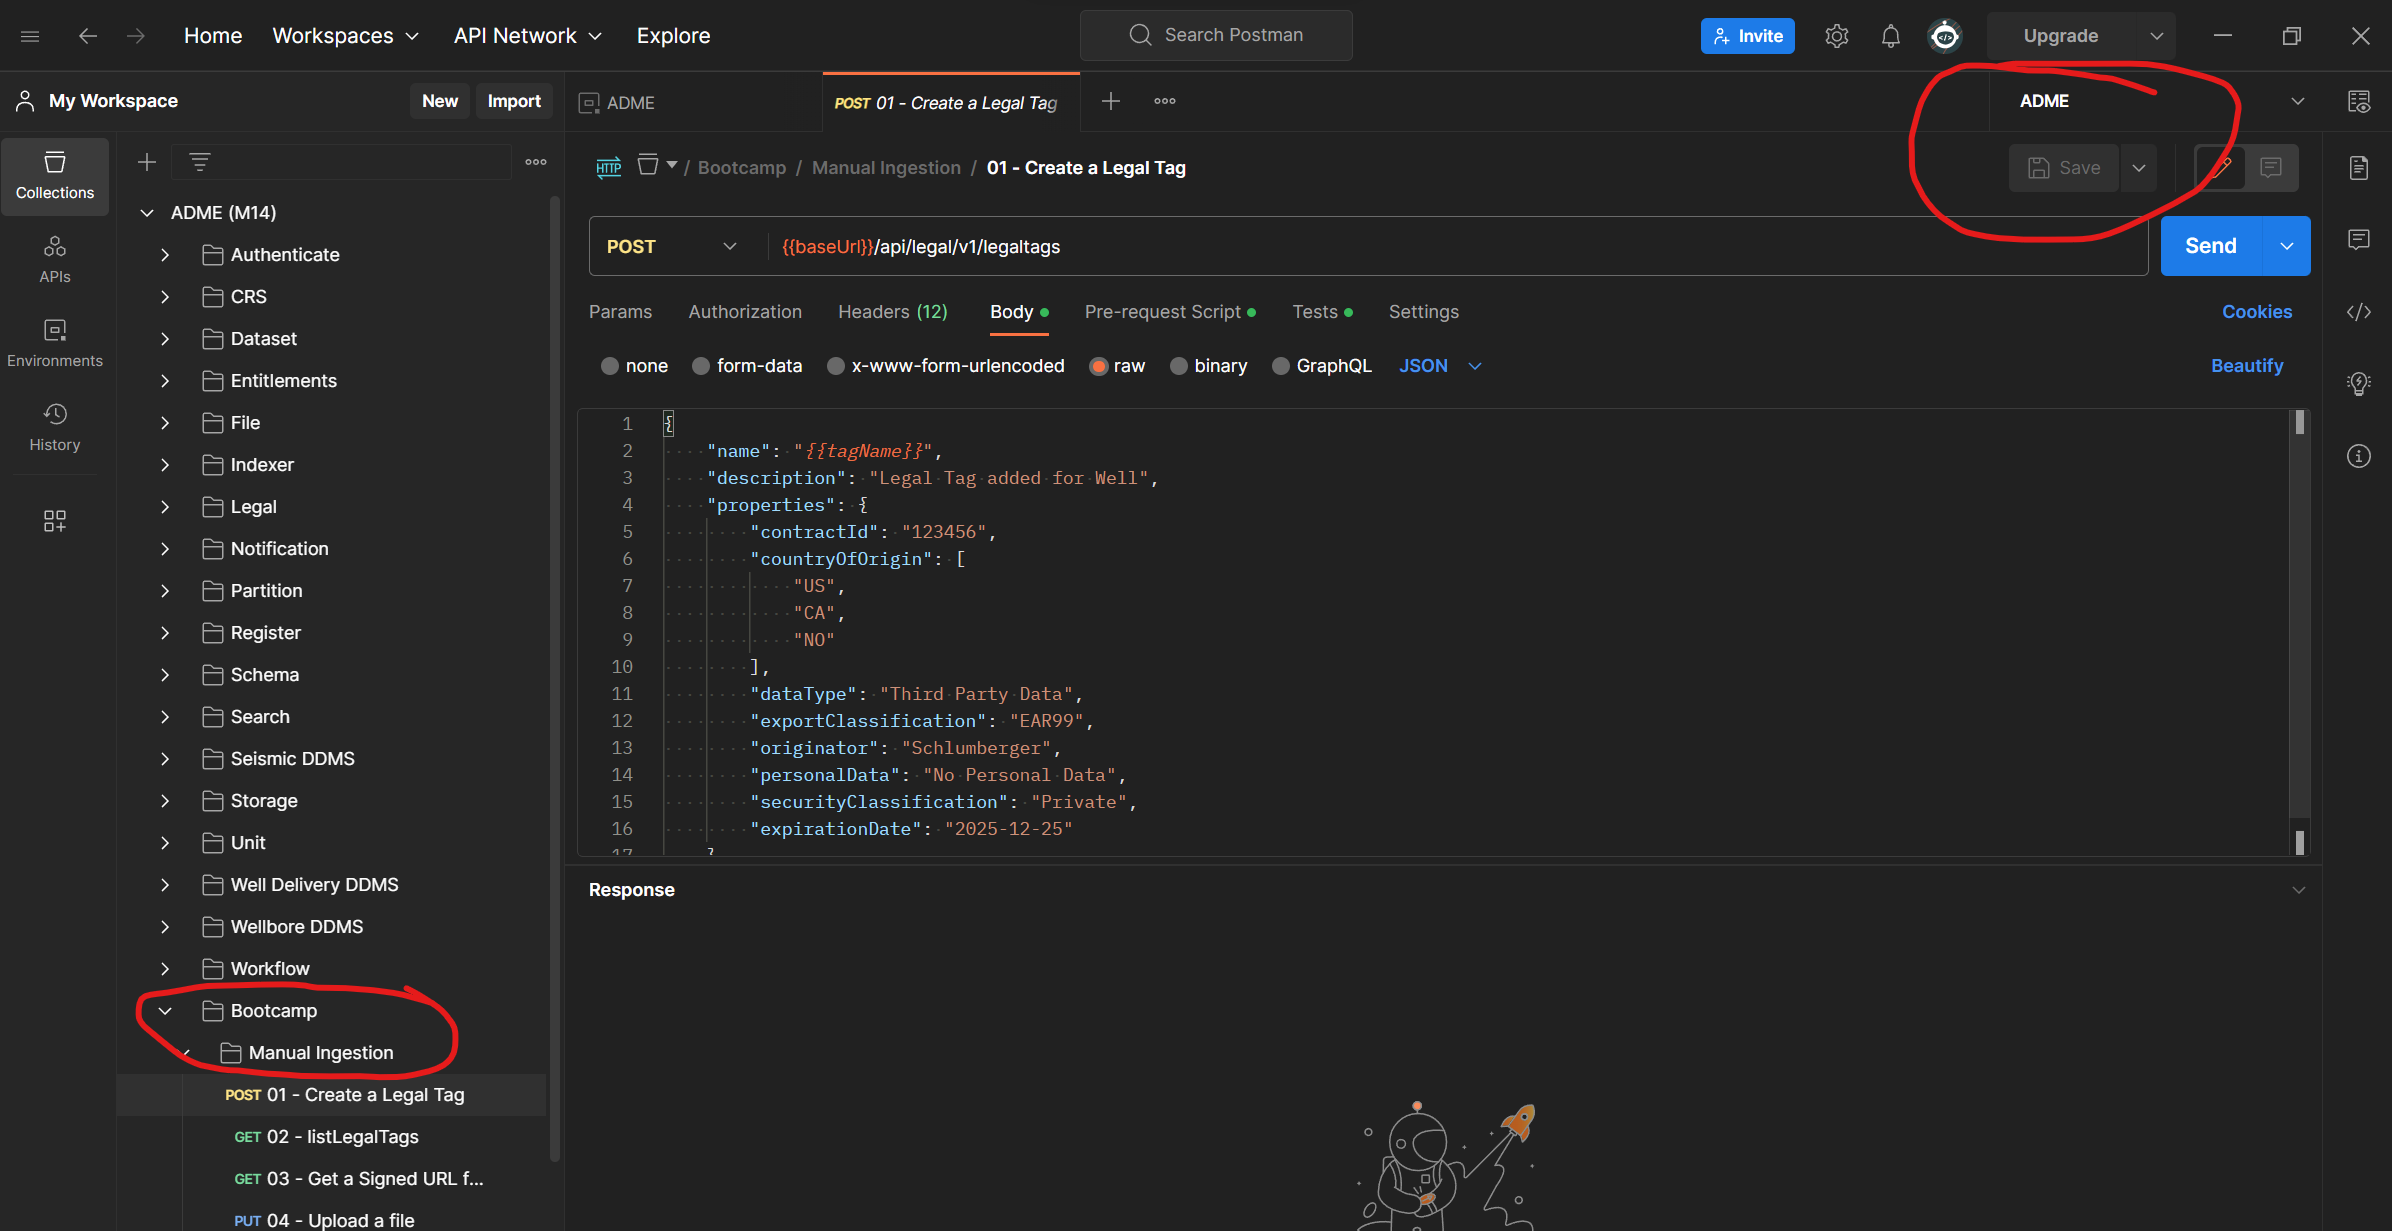 Home Workspaces API Network Explore Search Postman Invite Upgrade
My Workspace New Import ADME POST 01 - Create a Legal Tag ADME
Collections
APIs
Environments
History
ADME (M14)
Authenticate
CRS
Dataset
Entitlements
File
Indexer
Legal
Notification
Partition
Register
Schema
Search
Seismic DDMS
Storage
Unit
Well Delivery DDMS
Wellbore DDMS
Workflow
Bootcamp
Manual Ingestion
POST 01 - Create a Legal Tag
GET 02 - listLegalTags
GET 03 - Get a Signed URL f...
PUT 04 - Upload a file
HTTP / Bootcamp / Manual Ingestion / 01 - Create a Legal Tag Save
POST {{baseUrl}}/api/legal/v1/legaltags Send
Params Authorization Headers (12) Body Pre-request Script Tests Settings Cookies
none form-data x-www-form-urlencoded raw binary GraphQL JSON Beautify
1 {
2 "name": "{{tagName}}",
3 "description": "Legal Tag added for Well",
4 "properties": {
5 "contractId": "123456",
6 "countryOfOrigin": [
7 "US",
8 "CA",
9 "NO"
10 ],
11 "dataType": "Third Party Data",
12 "exportClassification": "EAR99",
13 "originator": "Schlumberger",
14 "personalData": "No Personal Data",
15 "securityClassification": "Private",
16 "expirationDate": "2025-12-25"
17 }
Response